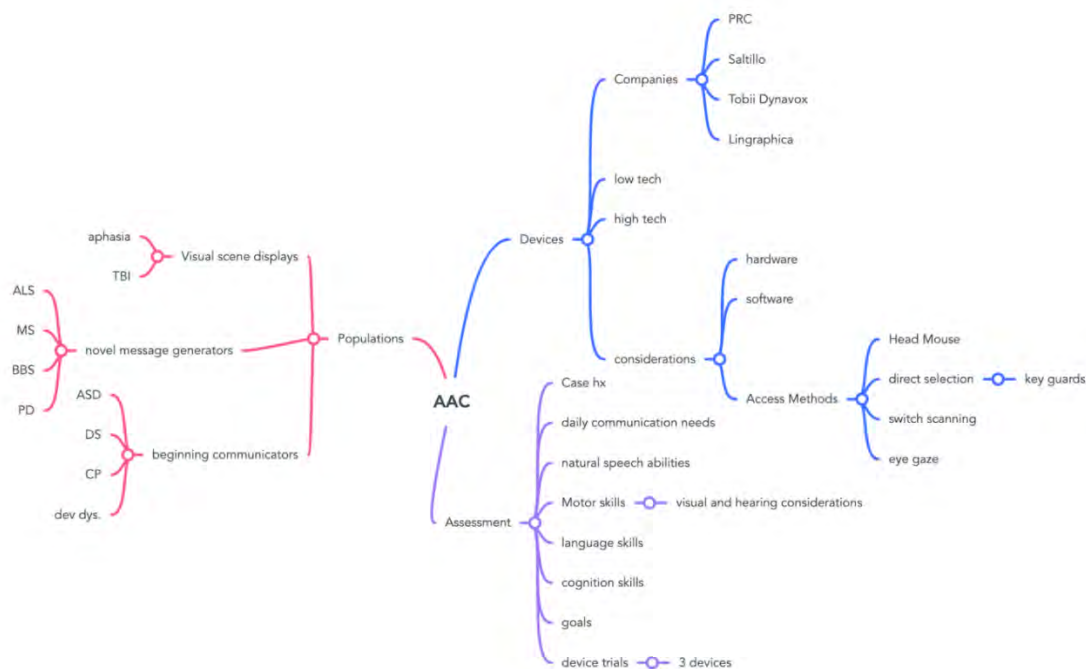 AAC
Devices
Companies
PRC
Saltillo
Tobii Dynavox
Lingraphica
low tech
high tech
considerations
hardware
software
Access Methods
Head Mouse
direct selection
key guards
switch scanning
eye gaze
Assessment
Case hx
daily communication needs
natural speech abilities
Motor skills
visual and hearing considerations
language skills
cognition skills
goals
device trials
3 devices
Populations
Visual scene displays
aphasia
TBI
novel message generators
ALS
MS
BBS
PD
beginning communicators
ASD
DS
CP
dev dys.